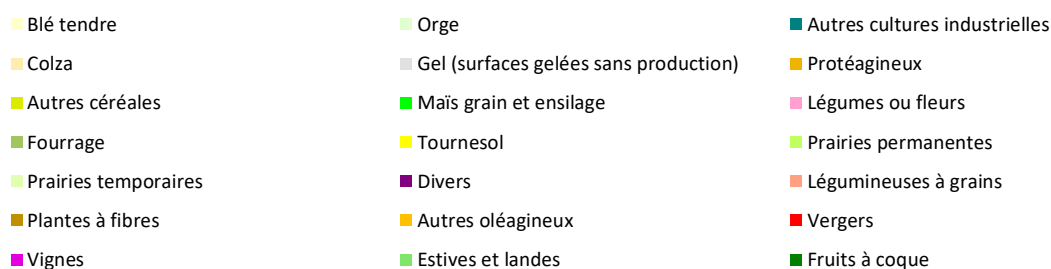 Blé tendre
Orge
Autres cultures industrielles
Colza
Gel (surfaces gelées sans production)
Protéagineux
Autres céréales
Maïs grain et ensilage
Légumes ou fleurs
Fourrage
Tournesol
Prairies permanentes
Prairies temporaires
Divers
Légumineuses à grains
Plantes à fibres
Autres oléagineux
Vergers
Vignes
Estives et landes
Fruits à coque